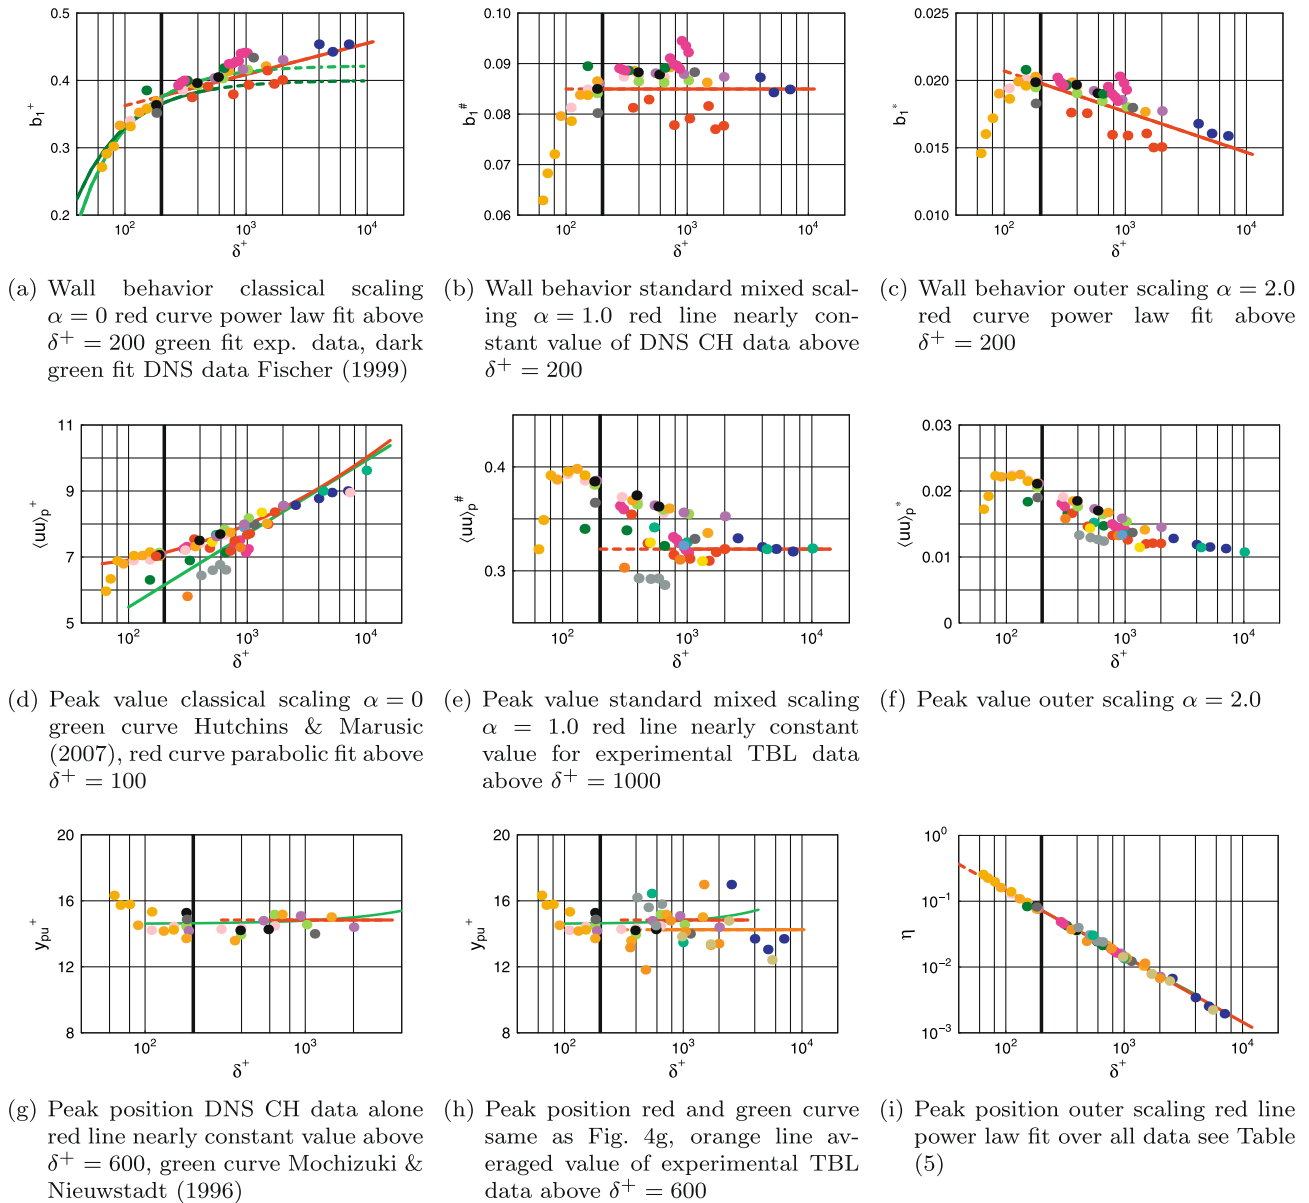 0.5
0.4
0.3
0.2
b₁⁺
10² 10³ 10⁴
δ⁺
0.10
0.09
0.08
0.07
0.06
b₁^#
10² 10³ 10⁴
δ⁺
0.025
0.020
0.015
0.010
b₁*
10² 10³ 10⁴
δ⁺
(a) Wall behavior classical scaling
α = 0 red curve power law fit above
δ⁺ = 200 green fit exp. data, dark
green fit DNS data Fischer (1999)
(b) Wall behavior standard mixed scal-
ing α = 1.0 red line nearly con-
stant value of DNS CH data above
δ⁺ = 200
(c) Wall behavior outer scaling α = 2.0
red curve power law fit above
δ⁺ = 200
11
9
7
5
⟨uu⟩ₚ⁺
10² 10³ 10⁴
δ⁺
0.4
0.3
⟨uu⟩ₚ^#
10² 10³ 10⁴
δ⁺
0.03
0.02
0.01
0
⟨uu⟩ₚ*
10² 10³ 10⁴
δ⁺
(d) Peak value classical scaling α = 0
green curve Hutchins & Marusic
(2007), red curve parabolic fit above
δ⁺ = 100
(e) Peak value standard mixed scaling
α = 1.0 red line nearly constant
value for experimental TBL data
above δ⁺ = 1000
(f) Peak value outer scaling α = 2.0
20
16
12
8
y_pu⁺
10² 10³
δ⁺
20
16
12
8
y_pu⁺
10² 10³ 10⁴
δ⁺
10⁰
10⁻¹
10⁻²
10⁻³
η
10² 10³ 10⁴
δ⁺
(g) Peak position DNS CH data alone
red line nearly constant value above
δ⁺ = 600, green curve Mochizuki &
Nieuwstadt (1996)
(h) Peak position red and green curve
same as Fig. 4g, orange line av-
eraged value of experimental TBL
data above δ⁺ = 600
(i) Peak position outer scaling red line
power law fit over all data see Table
(5)